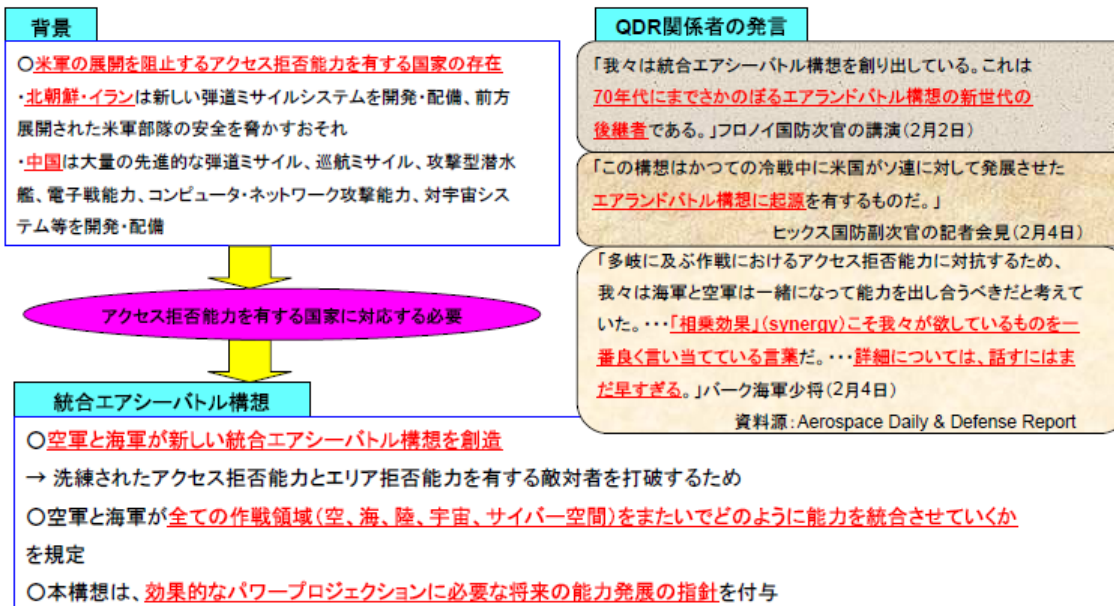 背景
〇米軍の展開を阻止するアクセス拒否能力を有する国家の存在
・北朝鮮・イランは新しい弾道ミサイルシステムを開発・配備、前方
展開された米軍部隊の安全を脅かすおそれ
・中国は大量の先進的な弾道ミサイル、巡航ミサイル、攻撃型潜水
艦、電子戦能力、コンピュータ・ネットワーク攻撃能力、対宇宙シス
テム等を開発・配備
アクセス拒否能力を有する国家に対応する必要
QDR関係者の発言
「我々は統合エアシーバトル構想を創り出している。これは
70年代にまでさかのぼるエアランドバトル構想の新世代の
後継者である。」フロノイ国防次官の講演(2月2日)
「この構想はかつての冷戦中に米国がソ連に対して発展させた
エアランドバトル構想に起源を有するものだ。」
ヒックス国防副次官の記者会見(2月4日)
「多岐に及ぶ作戦におけるアクセス拒否能力に対抗するため、
我々は海軍と空軍は一緒になって能力を出し合うべきだと考えて
いた。・・・「相乗効果」(synergy)こそ我々が欲しているものを一
番良く言い当てている言葉だ。・・・詳細については、話すにはま
だ早すぎる。」バーク海軍少将(2月4日)
資料源:Aerospace Daily & Defense Report
統合エアシーバトル構想
〇空軍と海軍が新しい統合エアシーバトル構想を創造
→ 洗練されたアクセス拒否能力とエリア拒否能力を有する敵対者を打破するため
〇空軍と海軍が全ての作戦領域(空、海、陸、宇宙、サイバー空間)をまたいでどのように能力を統合させていくか
を規定
〇本構想は、効果的なパワープロジェクションに必要な将来の能力発展の指針を付与